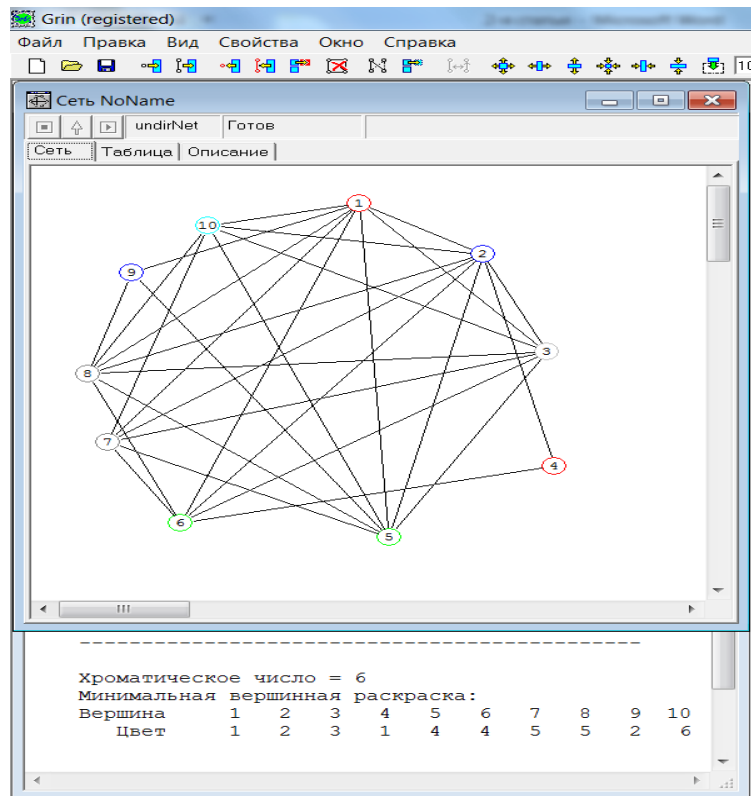 Grin (registered)
Файл Правка Вид Свойства Окно Справка
Сеть NoName
undirNet Готов
Сеть Таблица Описание
1
10
2
9
3
8
7
4
6
5
Хроматическое число = 6
Минимальная вершинная раскраска:
Вершина 1 2 3 4 5 6 7 8 9 10
Цвет 1 2 3 1 4 4 5 5 2 6